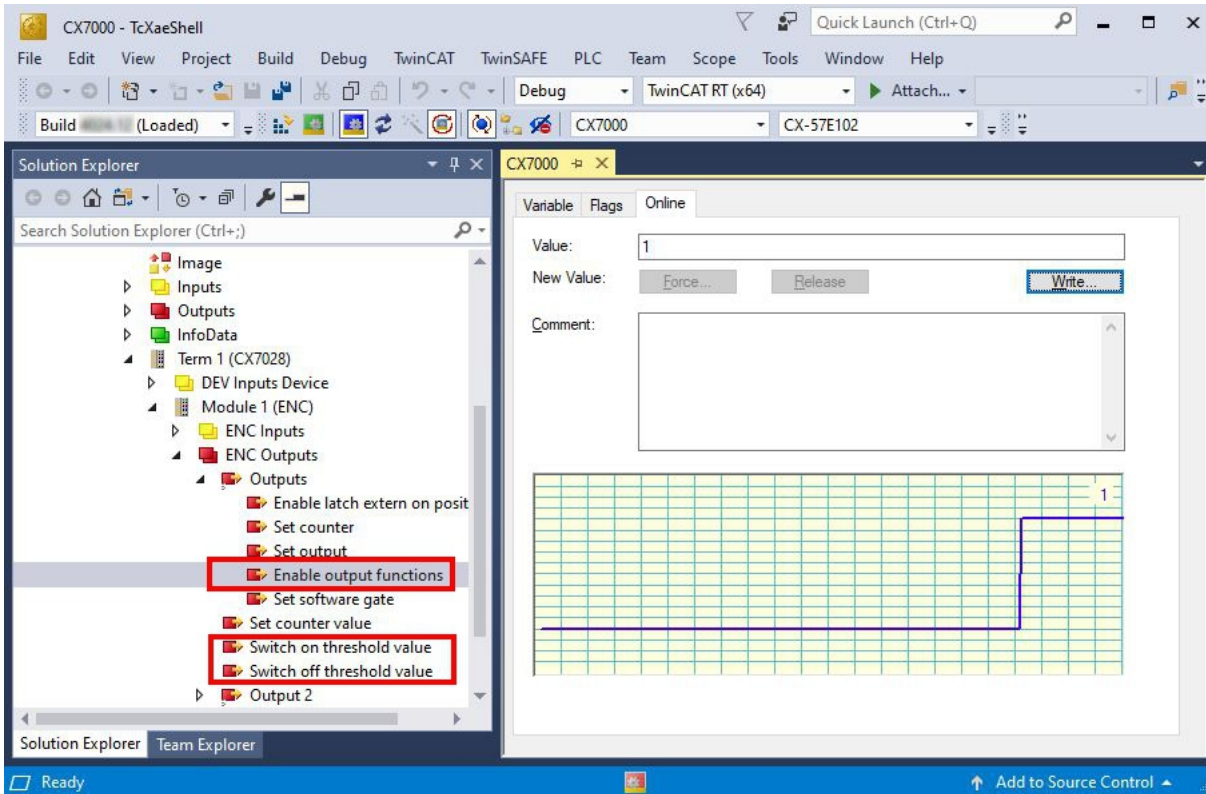 CX7000 - TcXaeShell
Quick Launch (Ctrl+Q)
File Edit View Project Build Debug TwinCAT TwinSAFE PLC Team Scope Tools Window Help
Debug TwinCAT RT (x64) Attach...
Build (Loaded) CX7000 CX-57E102
Solution Explorer
Search Solution Explorer (Ctrl+;)
Image
Inputs
Outputs
InfoData
Term 1 (CX7028)
DEV Inputs Device
Module 1 (ENC)
ENC Inputs
ENC Outputs
Outputs
Enable latch extern on posit
Set counter
Set output
Enable output functions
Set software gate
Set counter value
Switch on threshold value
Switch off threshold value
Output 2
Solution Explorer Team Explorer
CX7000
Variable Flags Online
Value: 1
New Value: Force... Release Write...
Comment:
1
Ready Add to Source Control